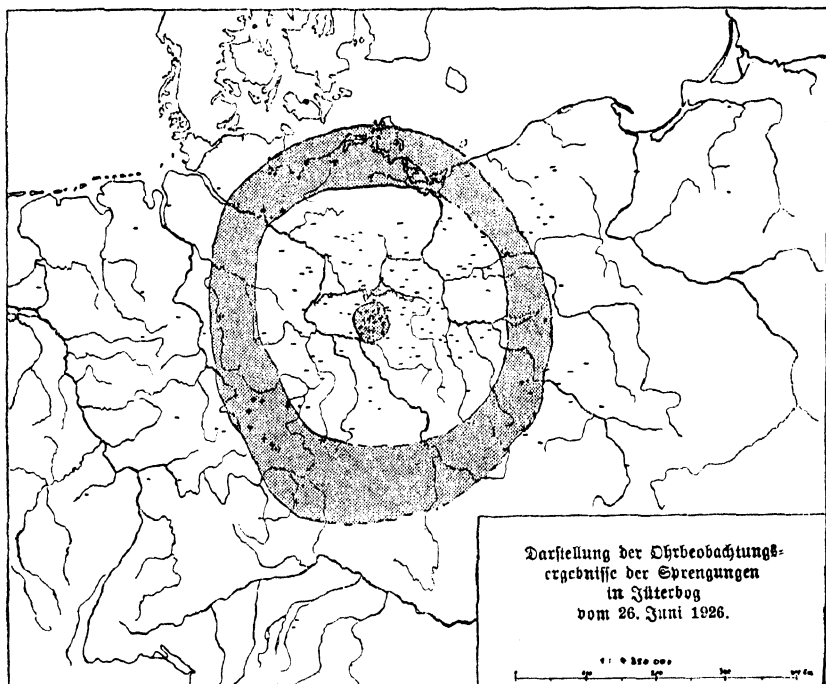 Darstellung der Ohrbeobachtungs=
ergebnisse der Sprengungen
in Jüterbog
vom 26. Juni 1926.